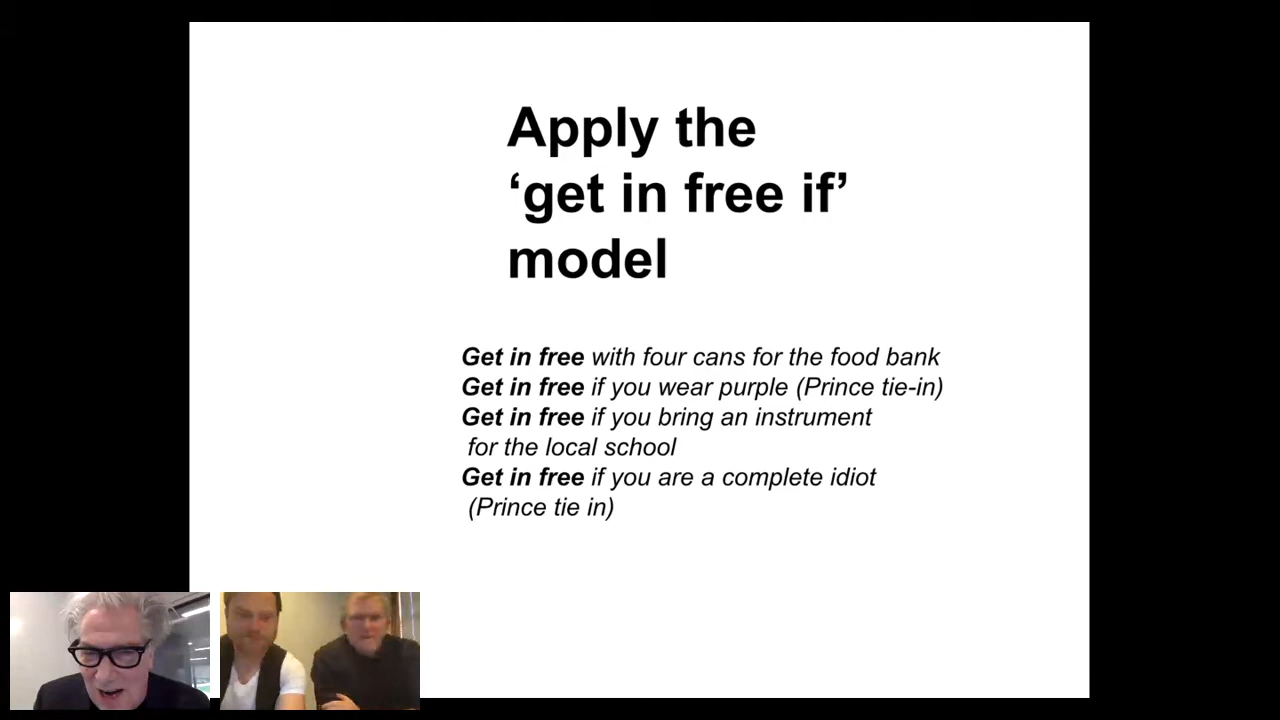 Apply the
‘get in free if’
model
Get in free with four cans for the food bank
Get in free if you wear purple (Prince tie-in)
Get in free if you bring an instrument
for the local school
Get in free if you are a complete idiot
(Prince tie in)